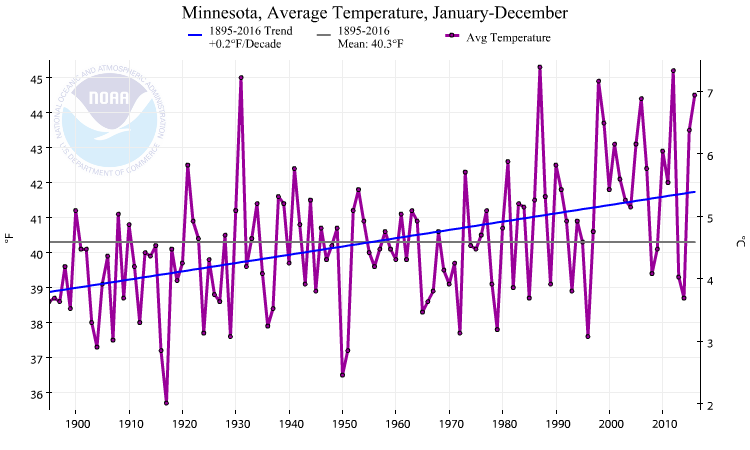 Minnesota, Average Temperature, January-December
1895-2016 Trend
+0.2°F/Decade
1895-2016
Mean: 40.3°F
Avg Temperature
NATIONAL OCEANIC AND ATMOSPHERIC ADMINISTRATION
NOAA
U.S. DEPARTMENT OF COMMERCE
°F
45
44
43
42
41
40
39
38
37
36
°C
7
6
5
4
3
2
1900 1910 1920 1930 1940 1950 1960 1970 1980 1990 2000 2010